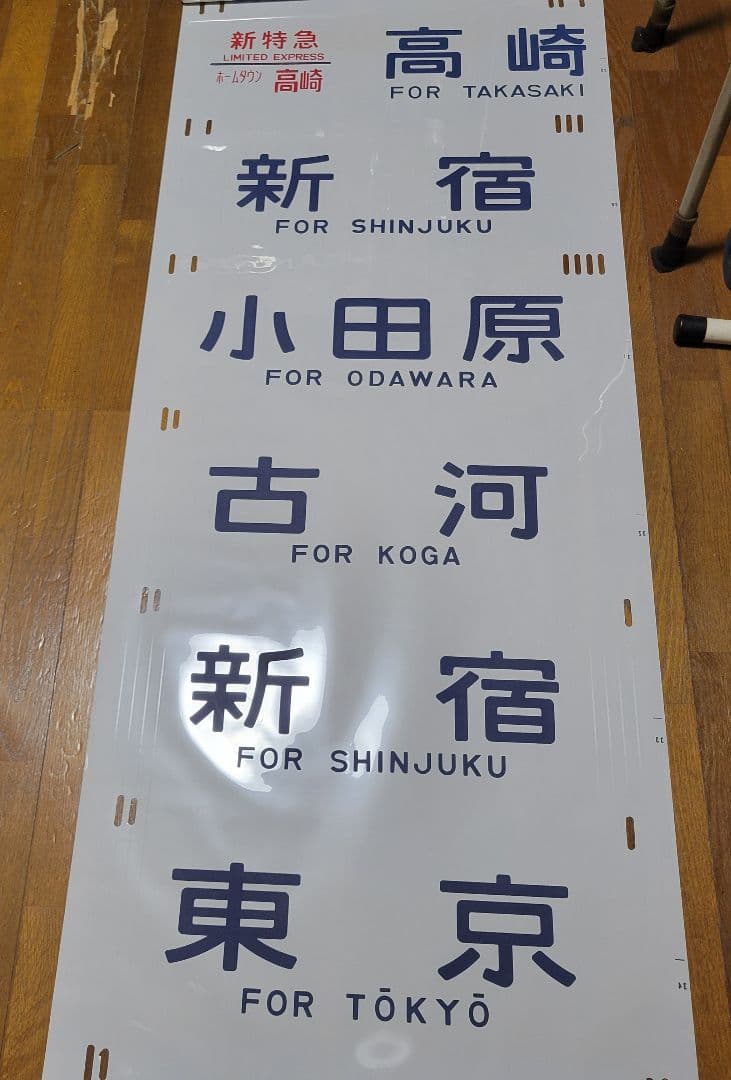 新特急
LIMITED EXPRESS
ホームタウン 高崎
高崎
FOR TAKASAKI
新宿
FOR SHINJUKU
小田原
FOR ODAWARA
古河
FOR KOGA
新宿
FOR SHINJUKU
東京
FOR TŌKYŌ